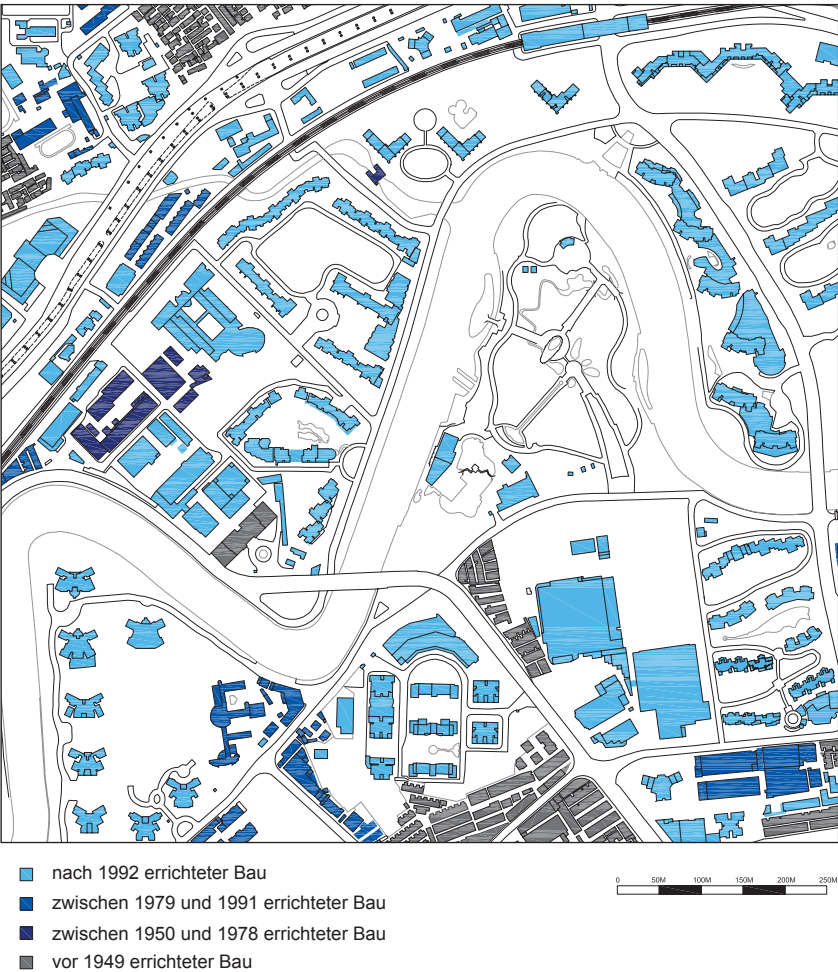 0 50M 100M 150M 200M 250M
nach 1992 errichteter Bau
zwischen 1979 und 1991 errichteter Bau
zwischen 1950 und 1978 errichteter Bau
vor 1949 errichteter Bau